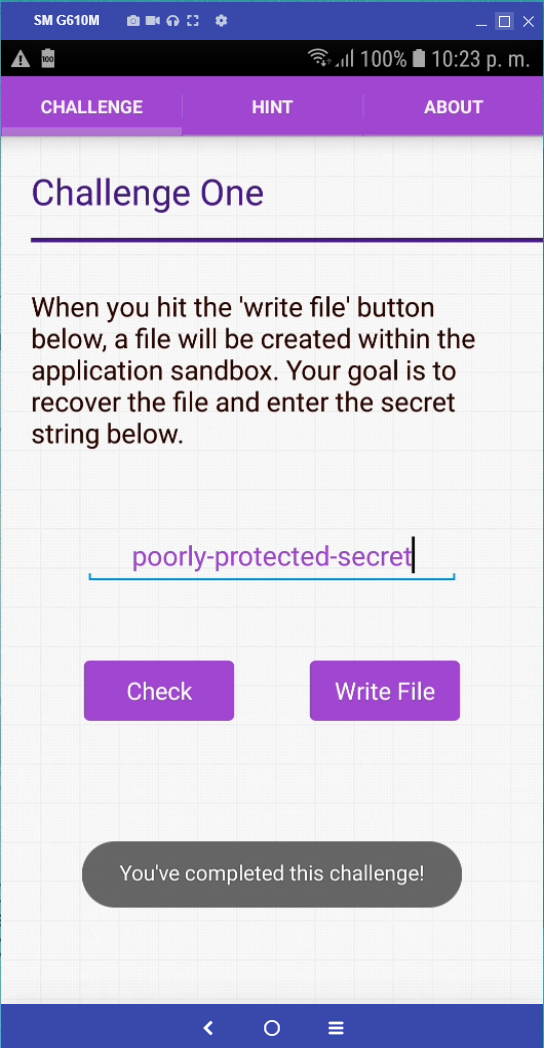 SM G610M
100 100% 10:23 p. m.
CHALLENGE HINT ABOUT
Challenge One
When you hit the 'write file' button
below, a file will be created within the
application sandbox. Your goal is to
recover the file and enter the secret
string below.
poorly-protected-secret
Check Write File
You've completed this challenge!